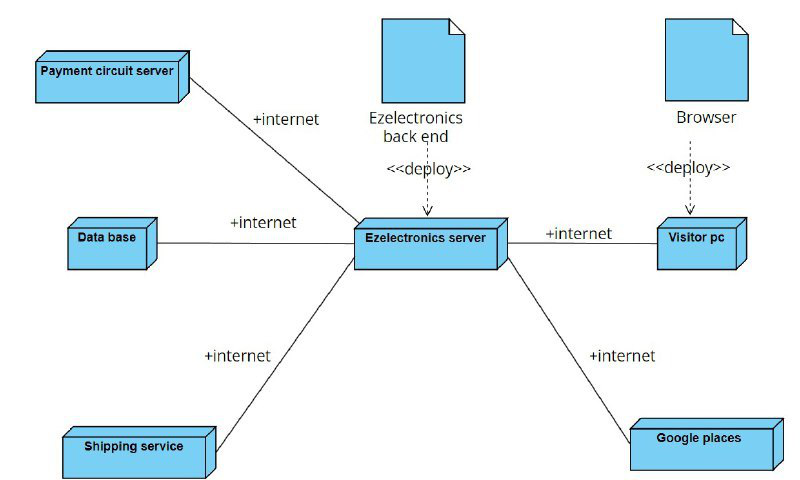 Payment circuit server
+internet
Ezelectronics
back end
<<deploy>>
Browser
<<deploy>>
Data base
+internet
Ezelectronics server
+internet
Visitor pc
+internet
+internet
Shipping service
Google places